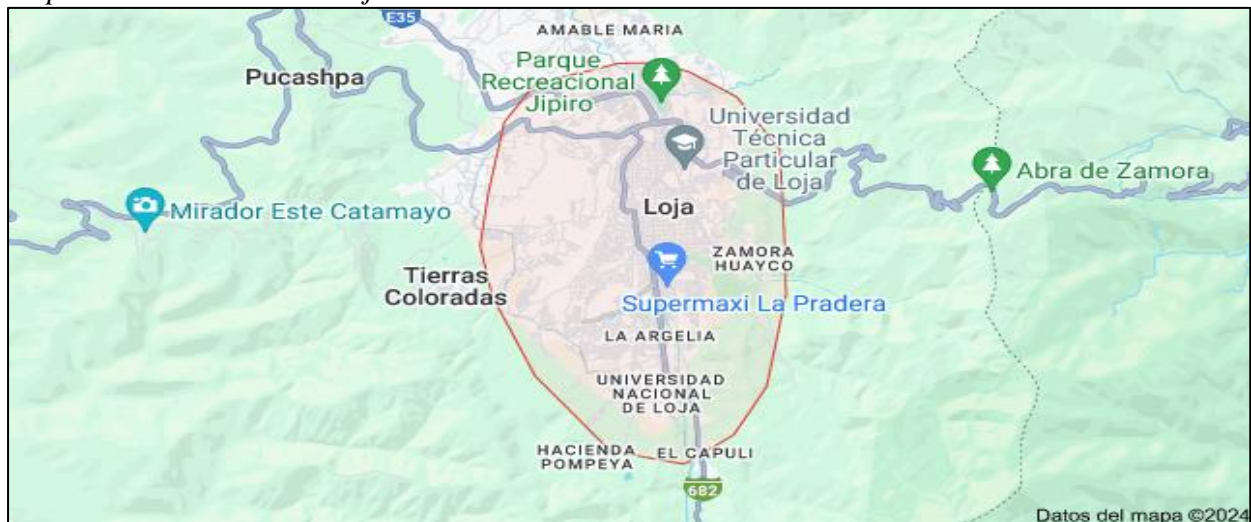 E35
AMABLE MARIA
Parque
Recreacional
Jipiro
Pucashpa
Universidad
Técnica
Particular
de Loja
Abra de Zamora
Mirador Este Catamayo
Loja
ZAMORA
HUAYCO
Tierras
Coloradas
Supermaxi La Pradera
LA ARGELIA
UNIVERSIDAD
NACIONAL
DE LOJA
HACIENDA
POMPEYA
EL CAPULI
682
Datos del mapa ©2024